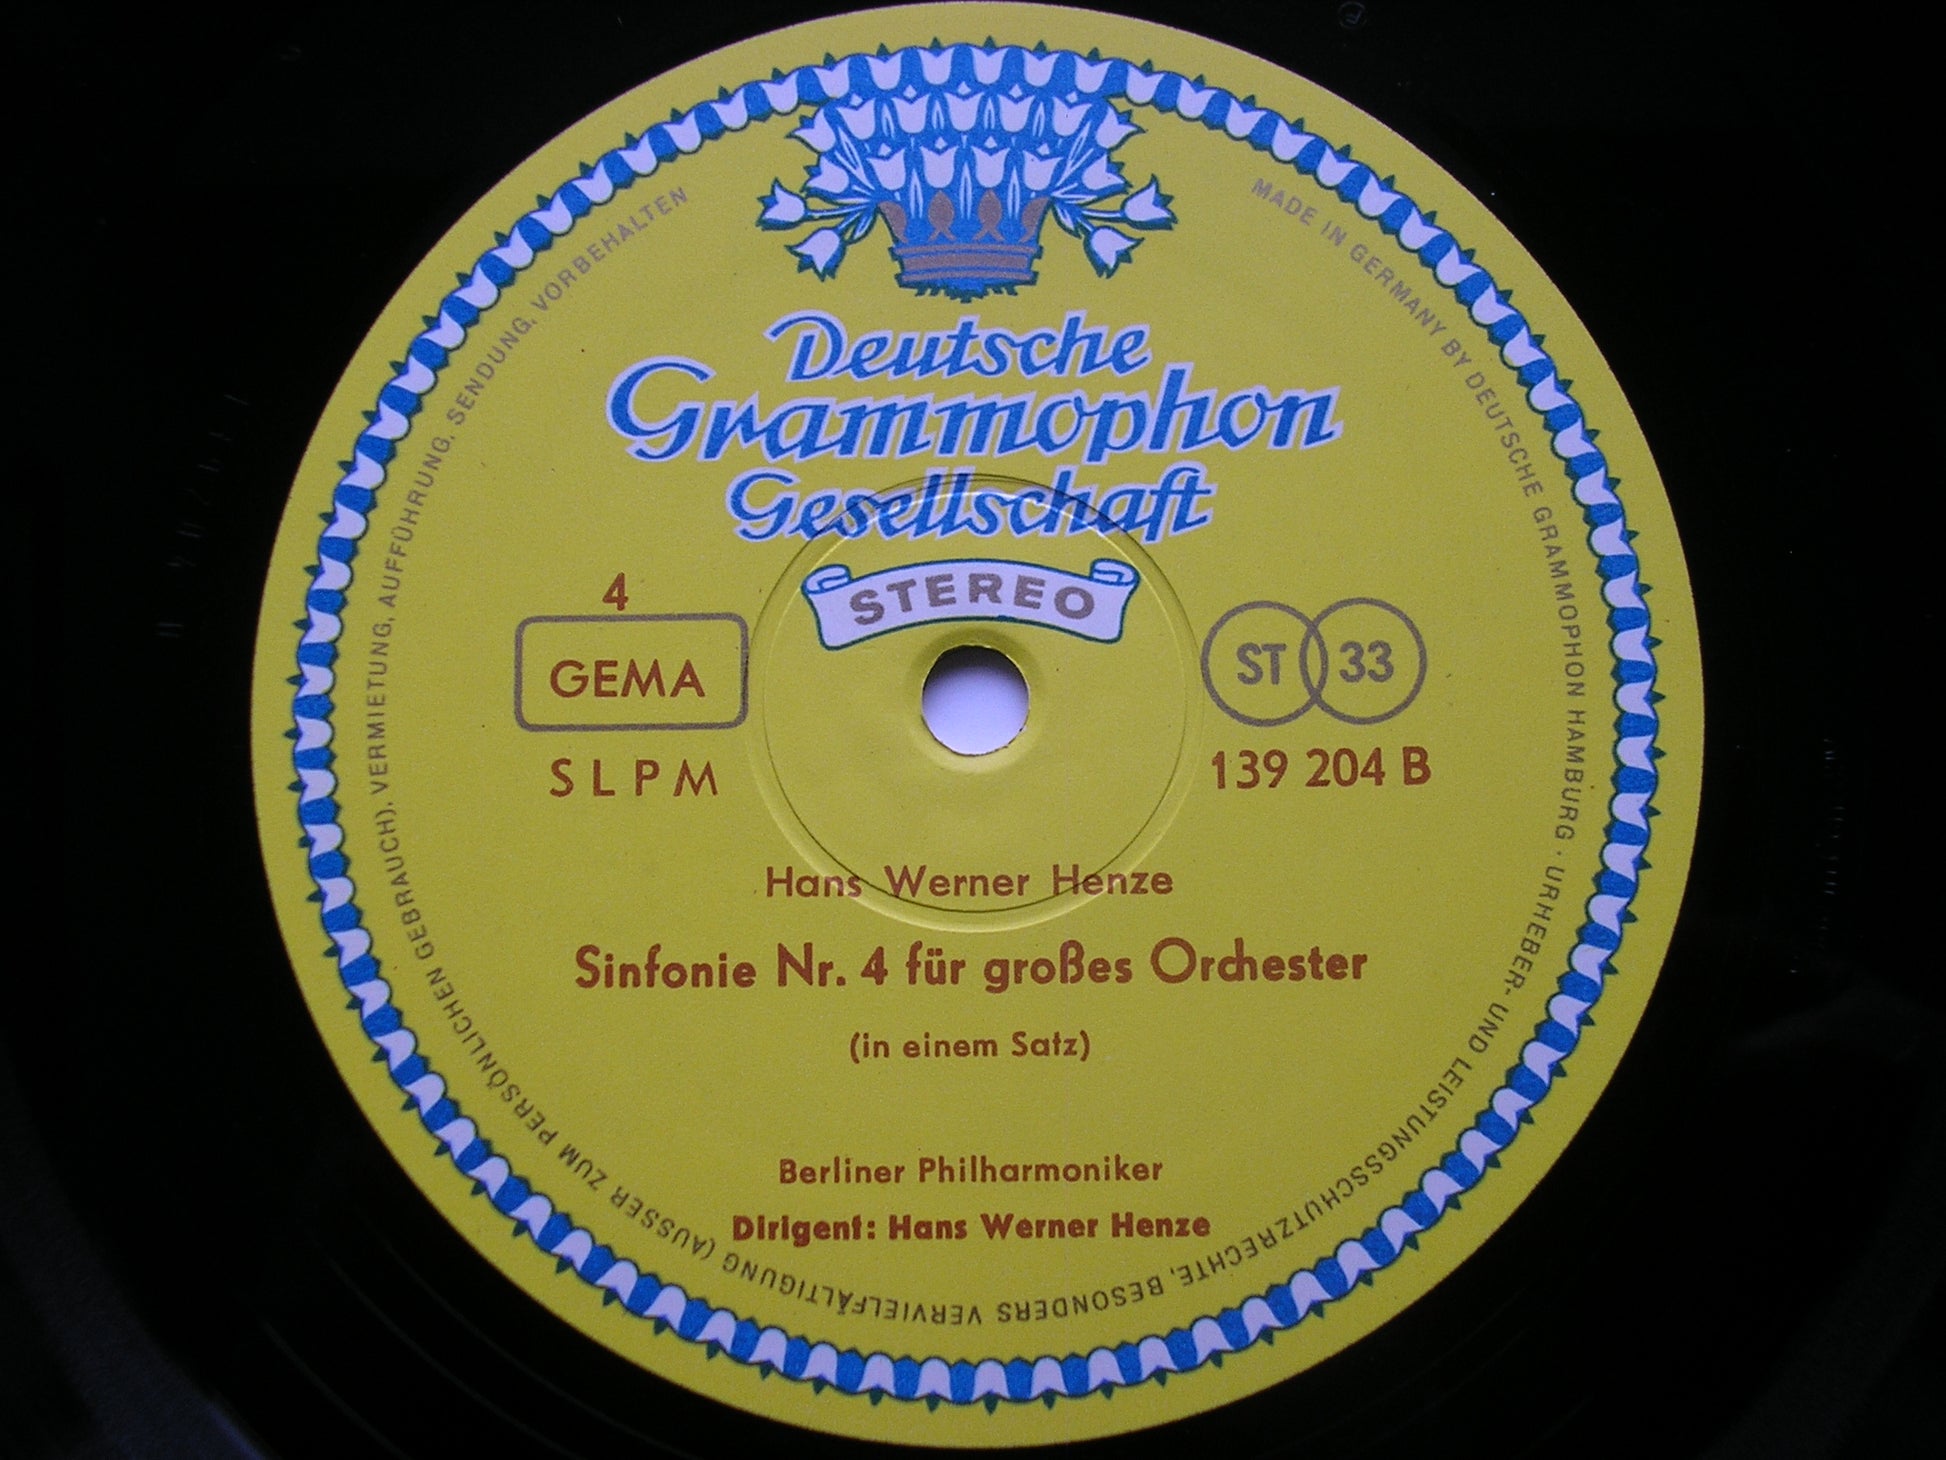 Deutsche
Grammophon
Gesellschaft
STEREO
4
GEMA
ST 33
SLPM
139 204 B
Hans Werner Henze
Sinfonie Nr. 4 für großes Orchester
(in einem Satz)
Berliner Philharmoniker
Dirigent: Hans Werner Henze
MADE IN GERMANY BY DEUTSCHE GRAMMOPHON HAMBURG · URHEBER- UND LEISTUNGSSCHUTZRECHTE, BESONDERS VERVIELFÄLTIGUNG (AUSSER ZUM PERSÖNLICHEN GEBRAUCH), VERMIETUNG, AUFFÜHRUNG, SENDUNG, VORBEHALTEN